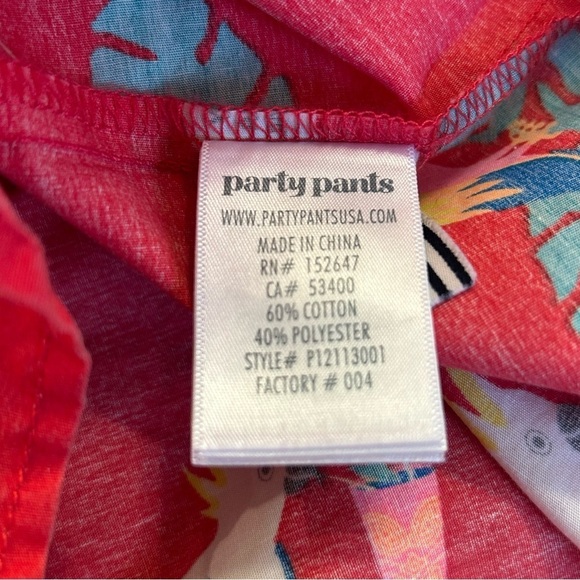 party pants
WWW.PARTYPANTSUSA.COM
MADE IN CHINA
RN# 152647
CA# 53400
60% COTTON
40% POLYESTER
STYLE# P12113001
FACTORY # 004